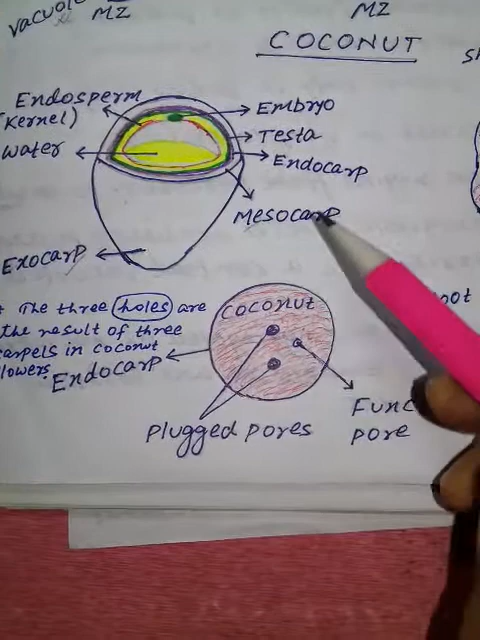 vacuole
MZ
MZ
COCONUT
Endosperm
(Kernel)
Water
Embryo
Testa
Endocarp
Mesocarp
Exocarp
The three holes are
the result of three
carpels in coconut
flowers.
Endocarp
Coconut
Plugged pores
Func
pore